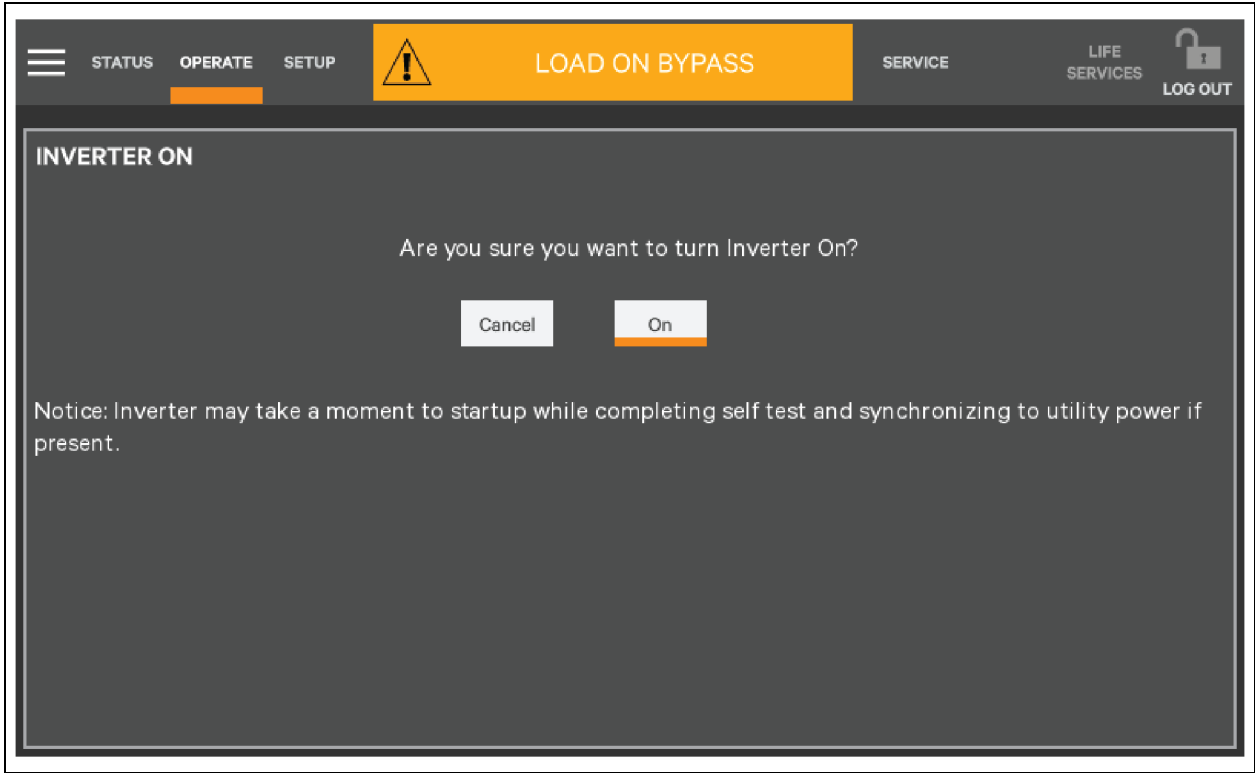 STATUS OPERATE SETUP LOAD ON BYPASS SERVICE LIFE
SERVICES
LOG OUT
INVERTER ON
Are you sure you want to turn Inverter On?
Cancel On
Notice: Inverter may take a moment to startup while completing self test and synchronizing to utility power if
present.